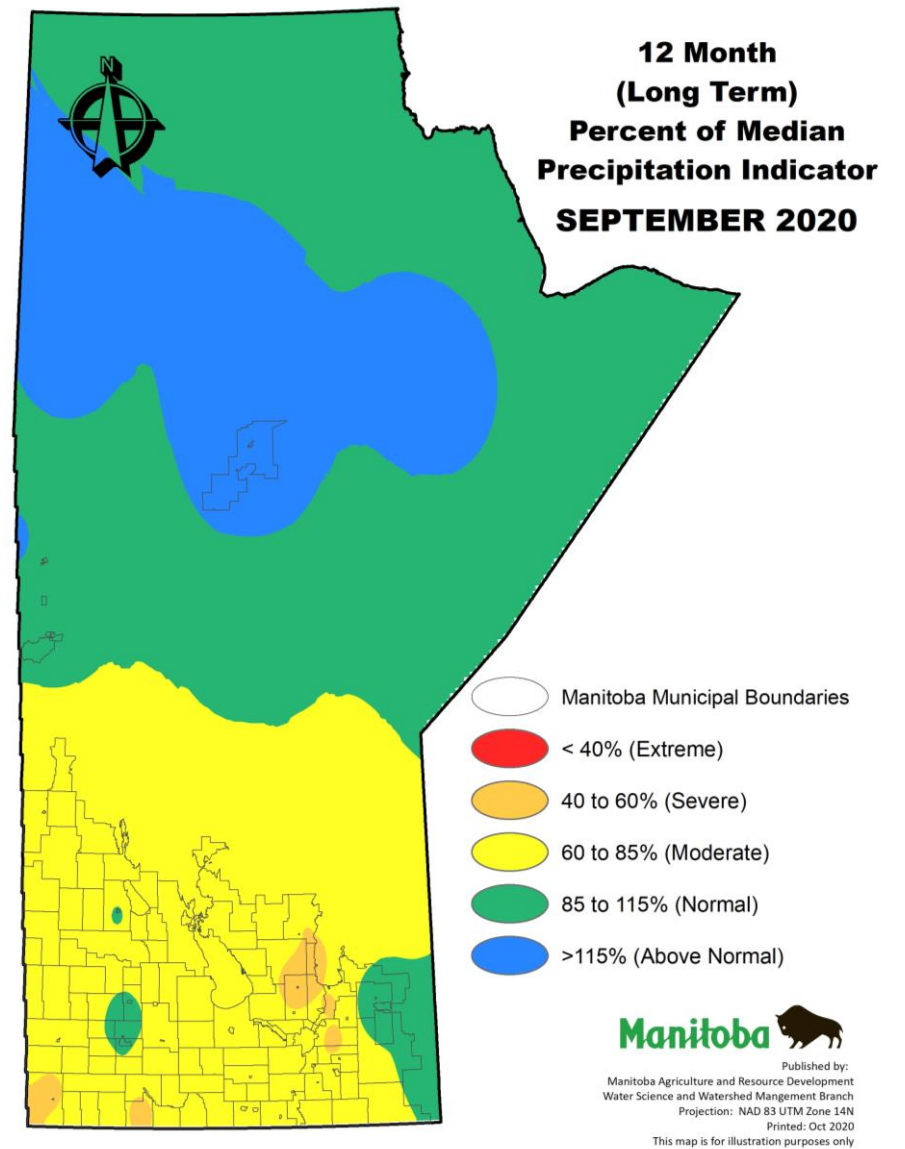 N
12 Month
(Long Term)
Percent of Median
Precipitation Indicator
SEPTEMBER 2020
Manitoba Municipal Boundaries
< 40% (Extreme)
40 to 60% (Severe)
60 to 85% (Moderate)
85 to 115% (Normal)
>115% (Above Normal)
Manitoba
Published by:
Manitoba Agriculture and Resource Development
Water Science and Watershed Mangement Branch
Projection: NAD 83 UTM Zone 14N
Printed: Oct 2020
This map is for illustration purposes only